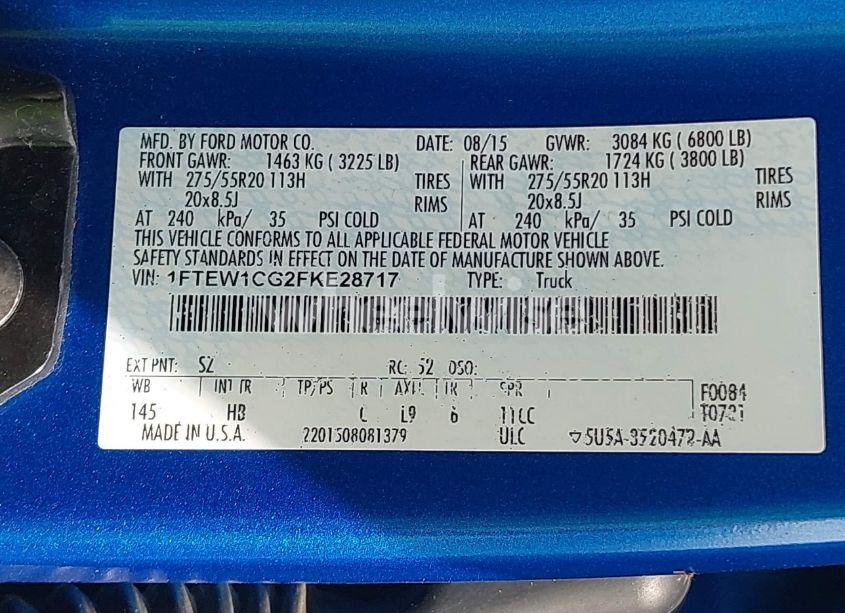 MFD. BY FORD MOTOR CO. DATE: 08/15 GVWR: 3084 KG ( 6800 LB)
FRONT GAWR: 1463 KG ( 3225 LB) REAR GAWR: 1724 KG ( 3800 LB)
WITH 275/55R20 113H TIRES WITH 275/55R20 113H TIRES
20x8.5J RIMS 20x8.5J RIMS
AT 240 kPa/ 35 PSI COLD AT 240 kPa/ 35 PSI COLD
THIS VEHICLE CONFORMS TO ALL APPLICABLE FEDERAL MOTOR VEHICLE
SAFETY STANDARDS IN EFFECT ON THE DATE OF MANUFACTURE SHOWN ABOVE.
VIN: 1FTEW1CG2FKE28717 TYPE: Truck
EXT PNT: SZ RC: 52 DSO:
WB INT TR TP/PS R AXLE TR SPR F0084
145 HB L9 6
MADE IN U.S.A. 2201508081379 ULC